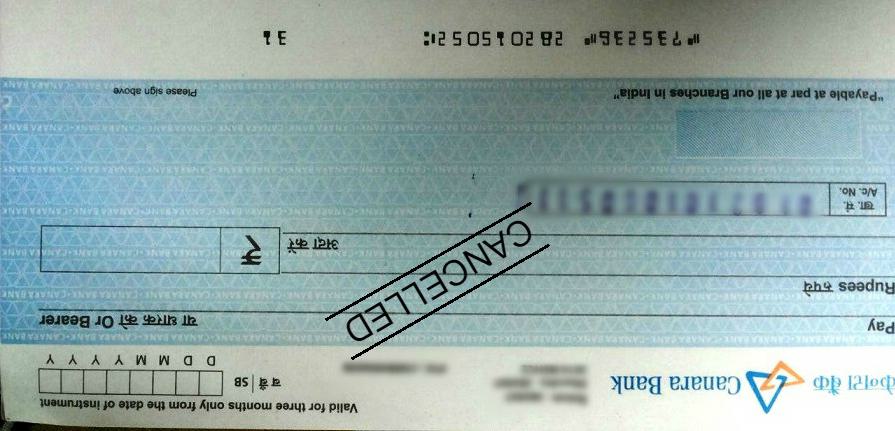 Valid for three months only from the date of instrument
केनरा बैंक Canara Bank
ब बैं | SB
D D M M Y Y Y Y
Pay
या धारक को Or Bearer
Rupees रुपये
CANCELLED
अदा करें ₹
खा. सं.
A/c. No.
"Payable at par at all our Branches in India"
Please sign above
⑈735236⑈ 282015052⑆ 31